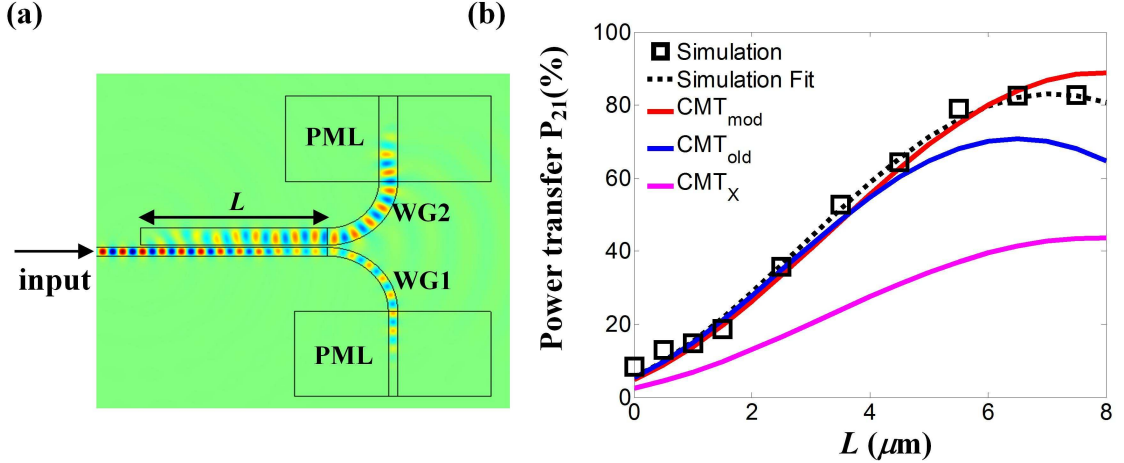 (a)
PML
L
WG2
input
WG1
PML
(b)
Power transfer P21(%)
100
80
60
40
20
0
Simulation
Simulation Fit
CMTmod
CMTold
CMTX
0
2
4
6
8
L (μm)